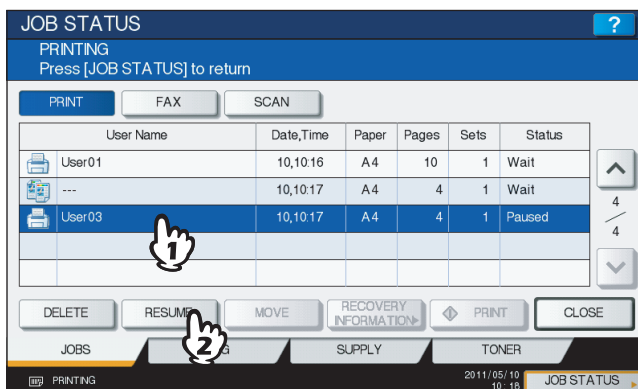 JOB STATUS
?
PRINTING
Press [JOB STATUS] to return
PRINT FAX SCAN
User Name Date,Time Paper Pages Sets Status
User01 10,10:16 A4 10 1 Wait
--- 10,10:17 A4 4 1 Wait
User03 10,10:17 A4 4 1 Paused
4
4
1
DELETE RESUME MOVE RECOVERY INFORMATION PRINT CLOSE
2
JOBS G SUPPLY TONER
PRINTING 2011/05/10 10:18 JOB STATUS